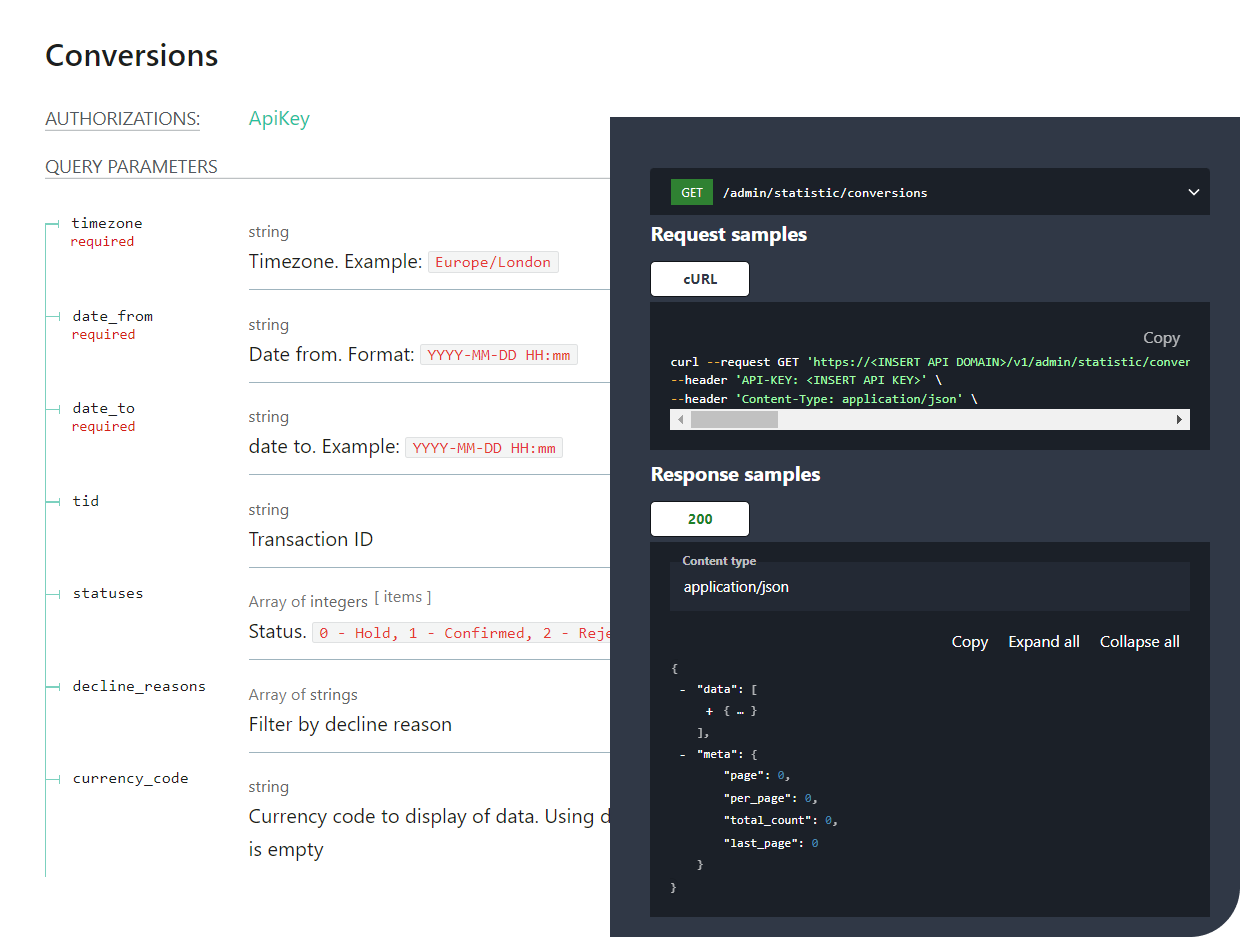 Conversions
AUTHORIZATIONS: ApiKey
QUERY PARAMETERS
timezone
required
string
Timezone. Example: Europe/London
date_from
required
string
Date from. Format: YYYY-MM-DD HH:mm
date_to
required
string
date to. Example: YYYY-MM-DD HH:mm
tid
string
Transaction ID
statuses
Array of integers [ items ]
Status. 0 - Hold, 1 - Confirmed, 2 - Reje
decline_reasons
Array of strings
Filter by decline reason
currency_code
string
Currency code to display of data. Using d
is empty
GET /admin/statistic/conversions
Request samples
cURL
Copy
curl --request GET 'https://<INSERT API DOMAIN>/v1/admin/statistic/conver
--header 'API-KEY: <INSERT API KEY>' \
--header 'Content-Type: application/json' \
Response samples
200
Content type
application/json
Copy Expand all Collapse all
{
- "data": [
+ { … }
],
- "meta": {
"page": 0,
"per_page": 0,
"total_count": 0,
"last_page": 0
}
}